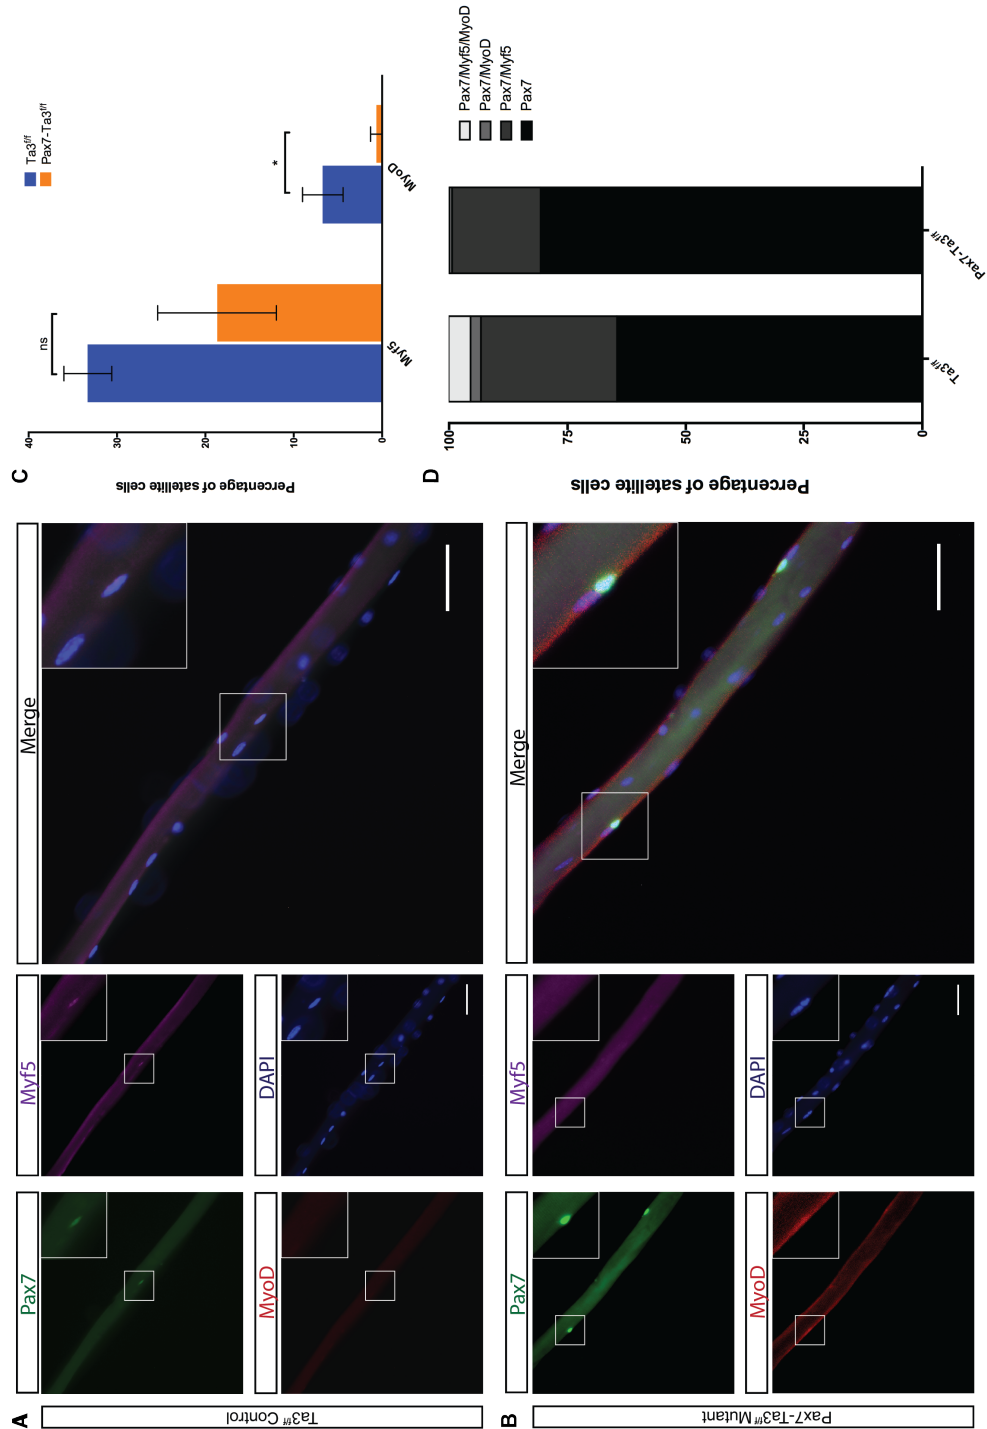 A
Ta3f/f Control
Pax7
Myf5
Merge
MyoD
DAPI
B
Pax7-Ta3f/f Mutant
Pax7
Myf5
Merge
MyoD
DAPI
C
Percentage of satellite cells
40
30
20
10
0
ns
*
Myf5
MyoD
Ta3f/f
Pax7-Ta3f/f
D
Percentage of satellite cells
100
75
50
25
0
Ta3f/f
Pax7-Ta3f/f
Pax7/Myf5/MyoD
Pax7/MyoD
Pax7/Myf5
Pax7